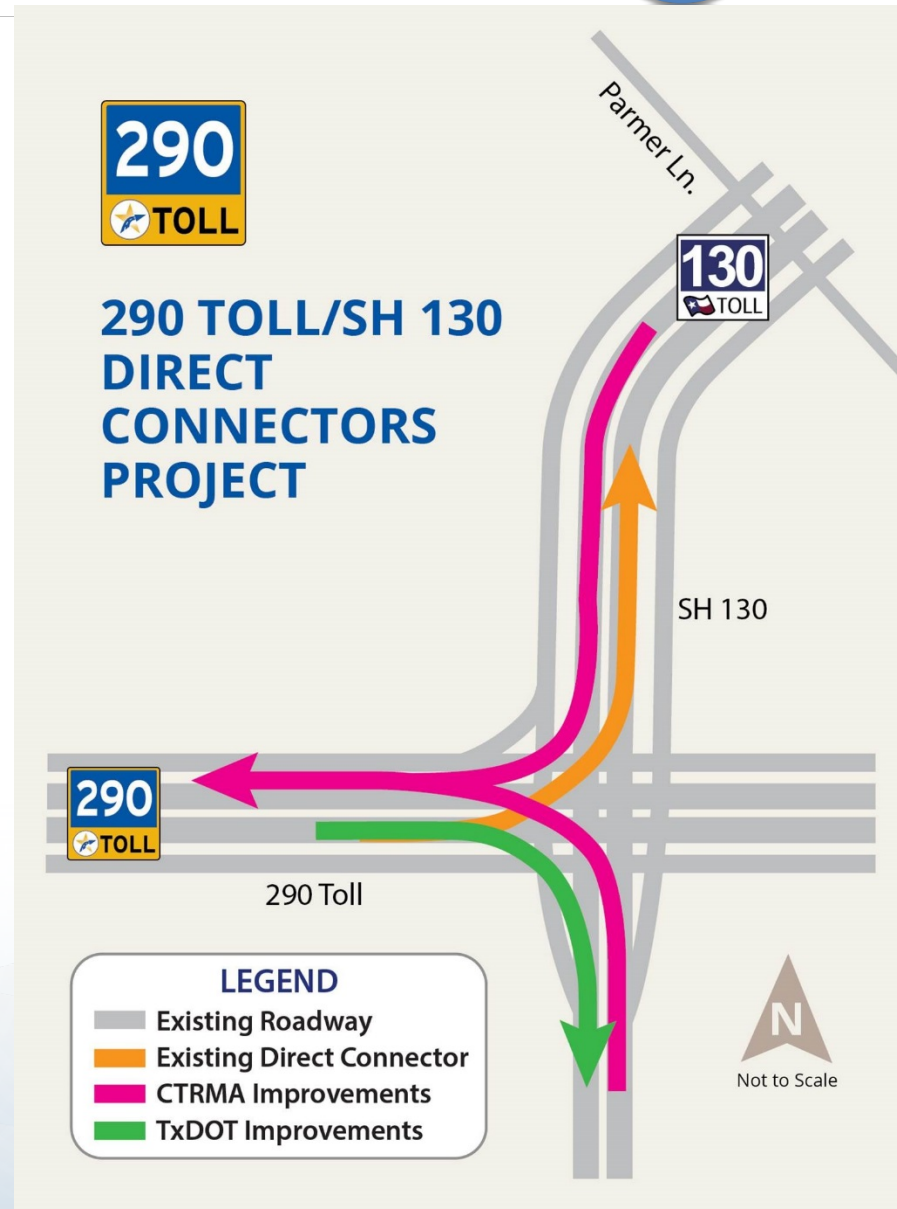 290
TOLL
290 TOLL/SH 130
DIRECT
CONNECTORS
PROJECT
Parmer Ln.
130
TOLL
SH 130
290
TOLL
290 Toll
LEGEND
Existing Roadway
Existing Direct Connector
CTRMA Improvements
TxDOT Improvements
N
Not to Scale